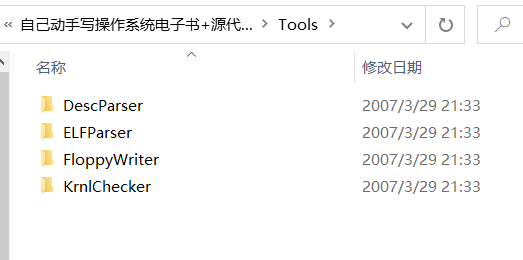 « 自己动手写操作系统电子书+源代... > Tools >
名称 修改日期
DescParser 2007/3/29 21:33
ELFParser 2007/3/29 21:33
FloppyWriter 2007/3/29 21:33
KrnlChecker 2007/3/29 21:33